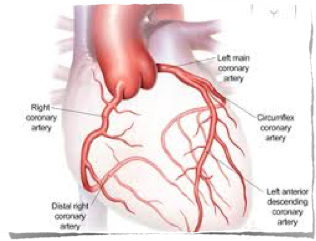 Left main
coronary
artery
Right
coronary
artery
Circumflex
coronary
artery
Left anterior
descending
coronary
artery
Distal right
coronary
artery